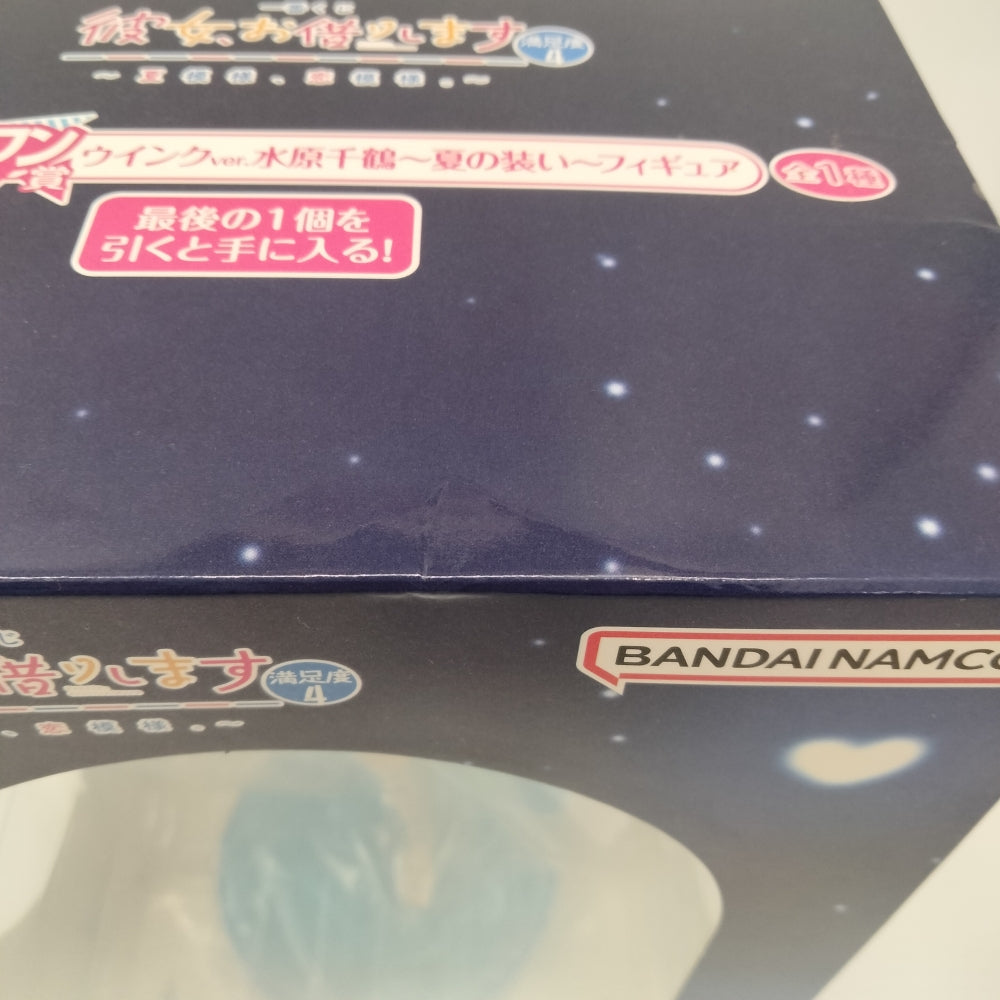 一番くじ
彼女、お借りします
満足度
4
～夏模様、恋模様。～
ワン賞
ウインクver.水原千鶴～夏の装い～フィギュア
全1種
最後の1個を
引くと手に入る!
じ
借りします
満足度
4
、恋模様。～
BANDAI NAMCO